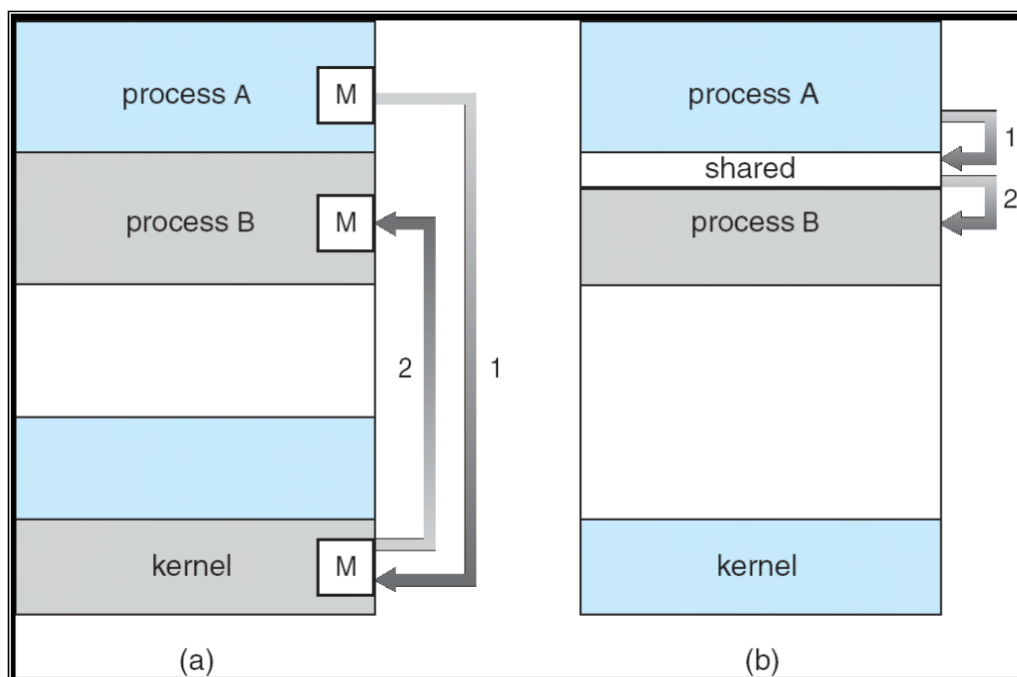 process A
M
process B
M
2
1
kernel
M
(a)
process A
1
shared
2
process B
kernel
(b)